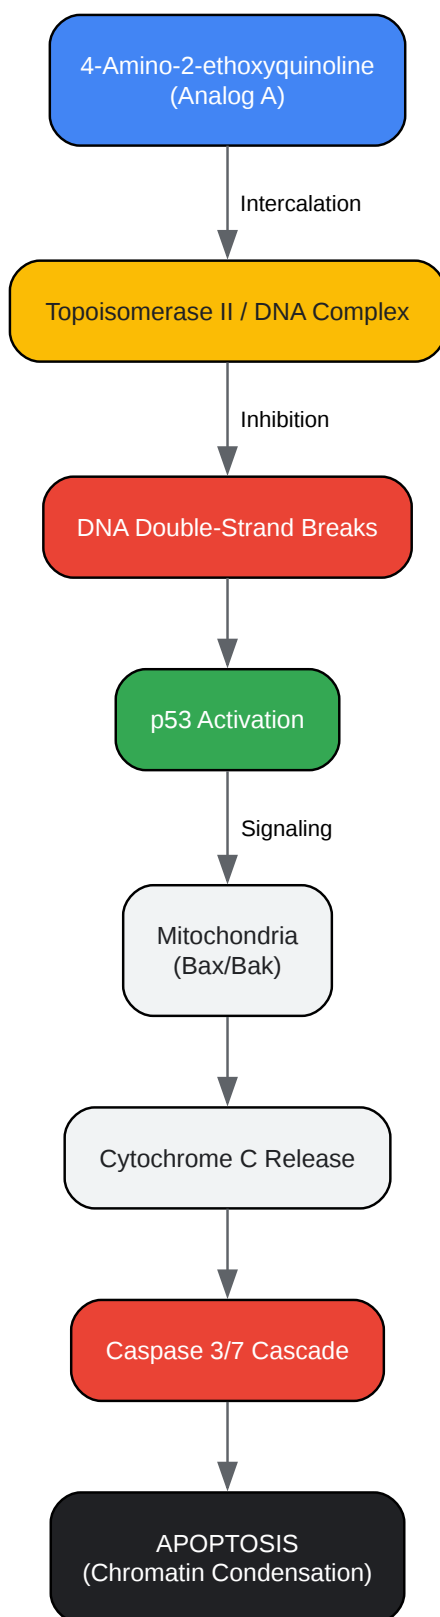 4-Amino-2-ethoxyquinoline
(Analog A)
Intercalation
Topoisomerase II / DNA Complex
Inhibition
DNA Double-Strand Breaks
p53 Activation
Signaling
Mitochondria
(Bax/Bak)
Cytochrome C Release
Caspase 3/7 Cascade
APOPTOSIS
(Chromatin Condensation)